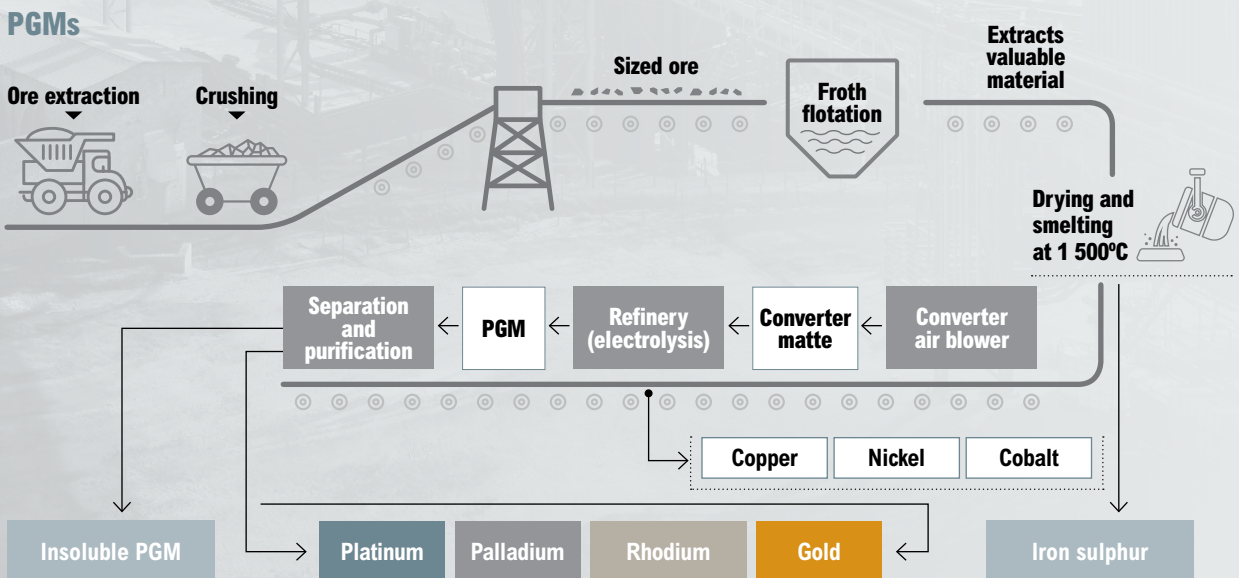 PGMs
Ore extraction
Crushing
Sized ore
Froth
flotation
Extracts
valuable
material
Drying and
smelting
at 1 500ºC
Separation
and
purification
PGM
Refinery
(electrolysis)
Converter
matte
Converter
air blower
Copper
Nickel
Cobalt
Insoluble PGM
Platinum
Palladium
Rhodium
Gold
Iron sulphur